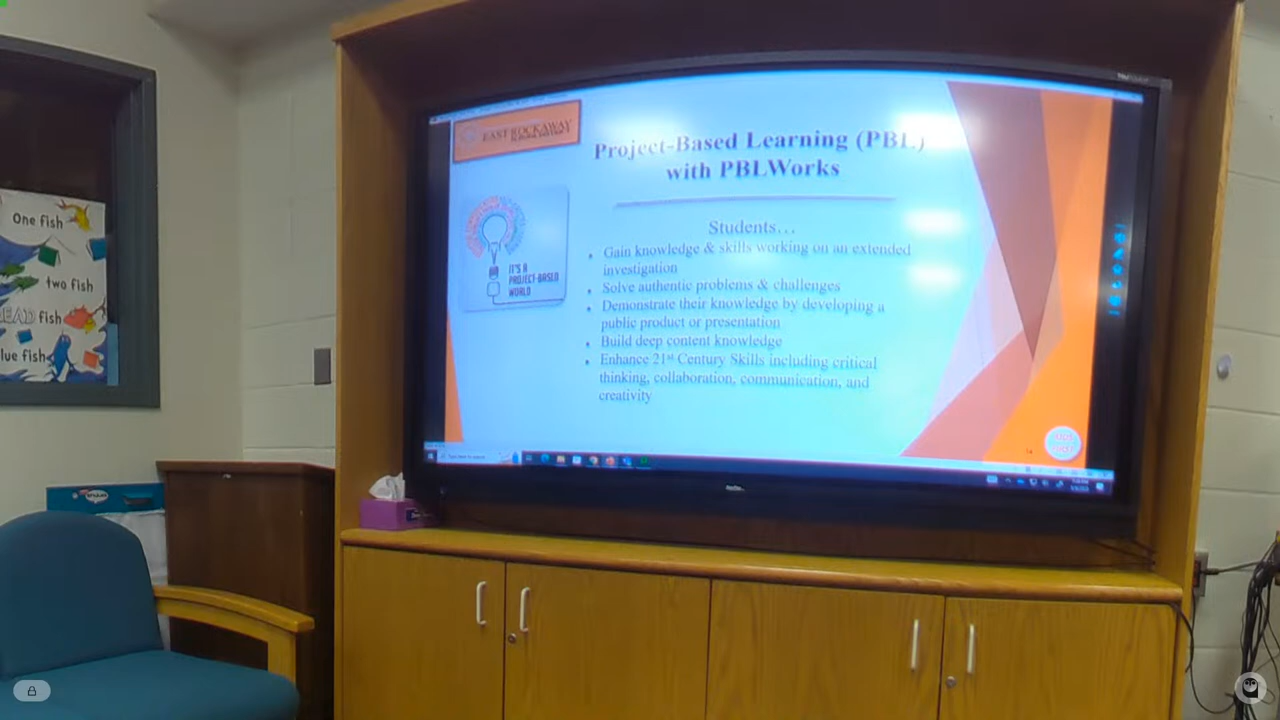 One fish
two fish
READ fish
lue fish
EAST ROCKAWAY
Project-Based Learning (PBL)
with PBLWorks
IT'S A
PROJECT-BASED
WORLD
Students…
• Gain knowledge & skills working on an extended
investigation
• Solve authentic problems & challenges
• Demonstrate their knowledge by developing a
public product or presentation
• Build deep content knowledge
• Enhance 21st Century Skills including critical
thinking, collaboration, communication, and
creativity